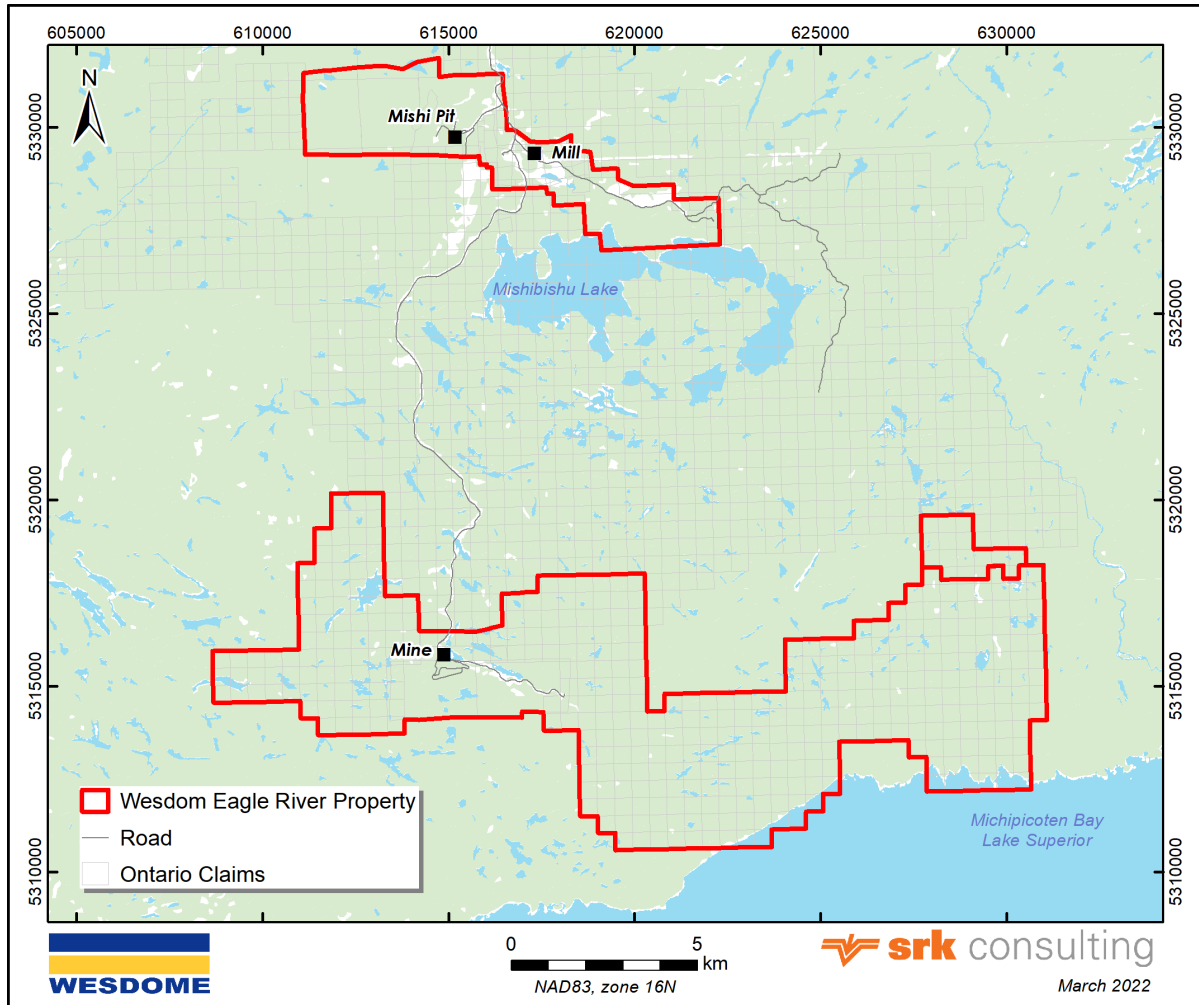 605000 610000 615000 620000 625000 630000
N
Mishi Pit
Mill
5330000 5330000
Mishibishu Lake
5325000 5325000
5320000 5320000
Mine
5315000 5315000
Wesdom Eagle River Property
Road
Ontario Claims
Michipicoten Bay
Lake Superior
5310000 5310000
WESDOME
0 5
km
NAD83, zone 16N
srk consulting
March 2022